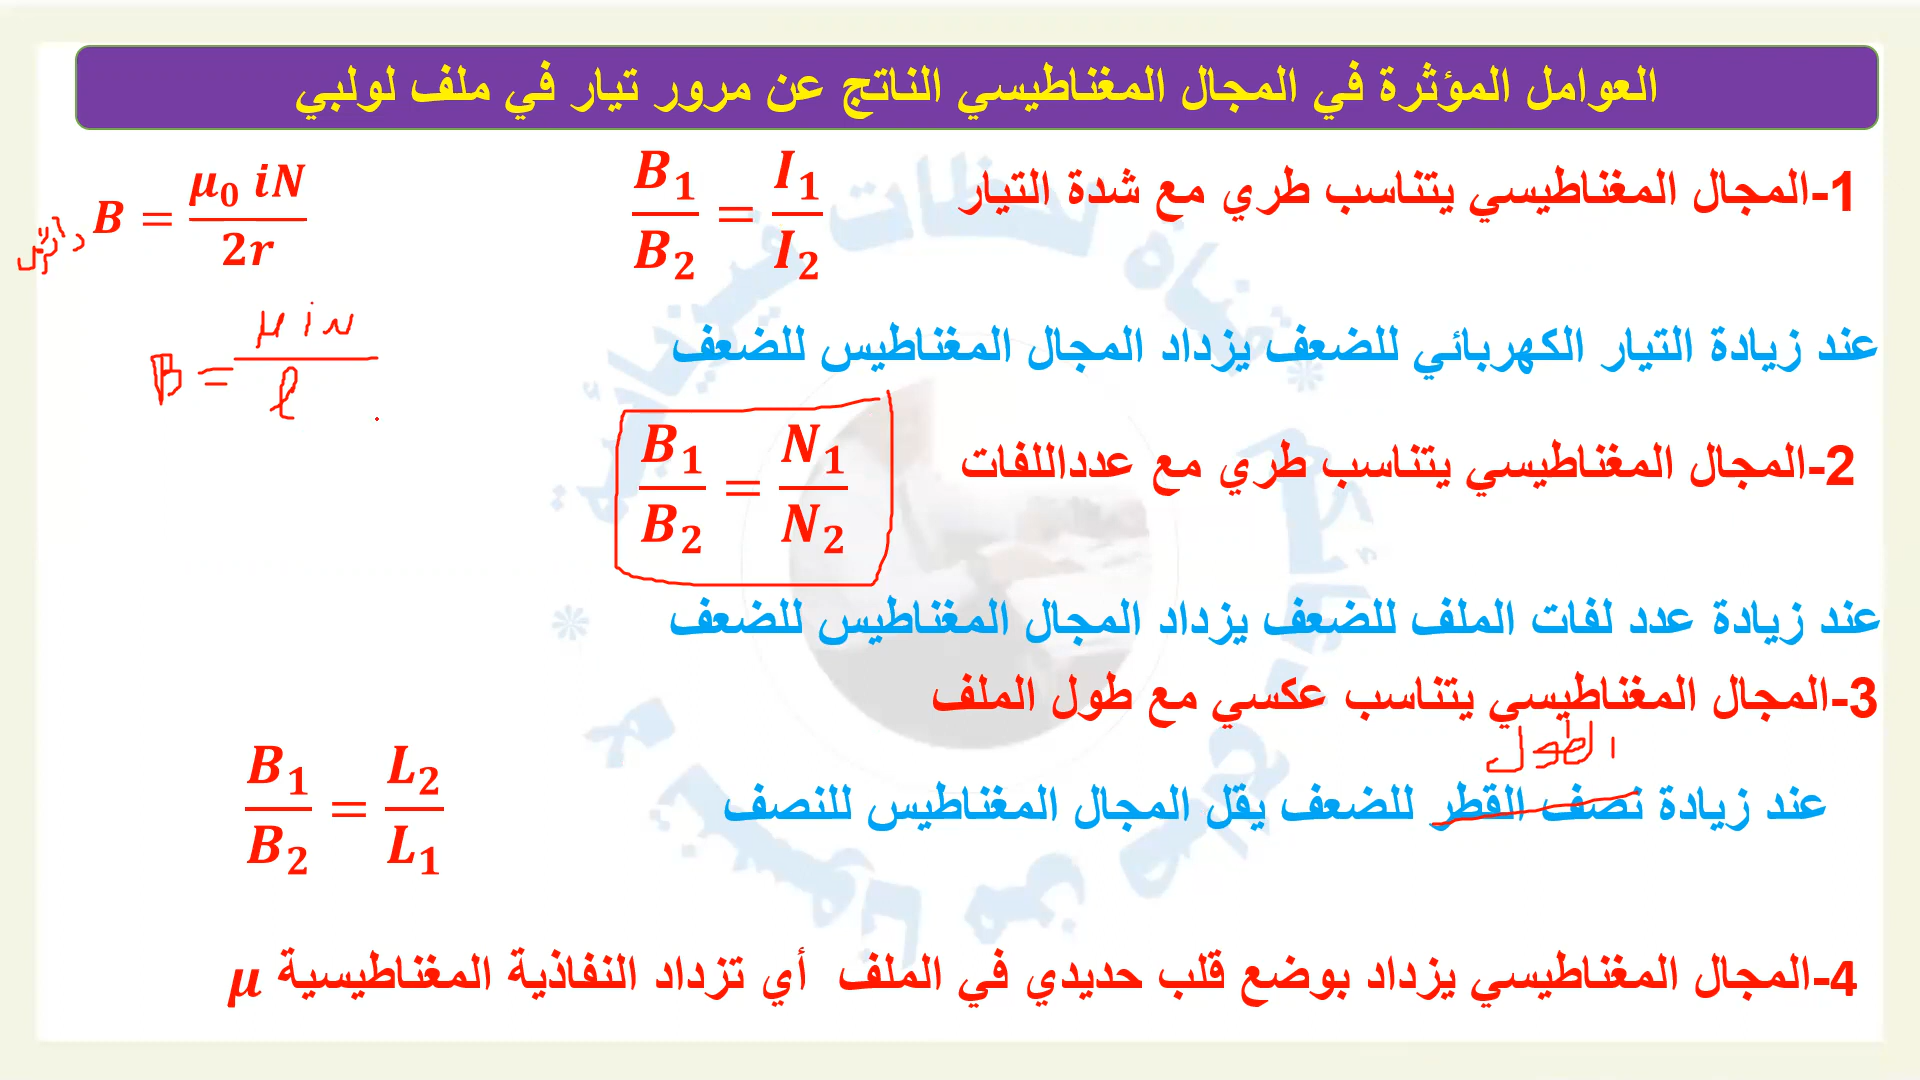 العوامل المؤثرة في المجال المغناطيسي الناتج عن مرور تيار في ملف لولبي
1-المجال المغناطيسي يتناسب طري مع شدة التيار
B₁/B₂ = I₁/I₂
B = μ₀ iN / 2r
عند زيادة التيار الكهربائي للضعف يزداد المجال المغناطيس للضعف
B = μ i N / ℓ
2-المجال المغناطيسي يتناسب طري مع عدداللفات
B₁/B₂ = N₁/N₂
عند زيادة عدد لفات الملف للضعف يزداد المجال المغناطيس للضعف
3-المجال المغناطيسي يتناسب عكسي مع طول الملف
الطول
عند زيادة نصف القطر للضعف يقل المجال المغناطيس للنصف
B₁/B₂ = L₂/L₁
4-المجال المغناطيسي يزداد بوضع قلب حديدي في الملف أي تزداد النفاذية المغناطيسية μ